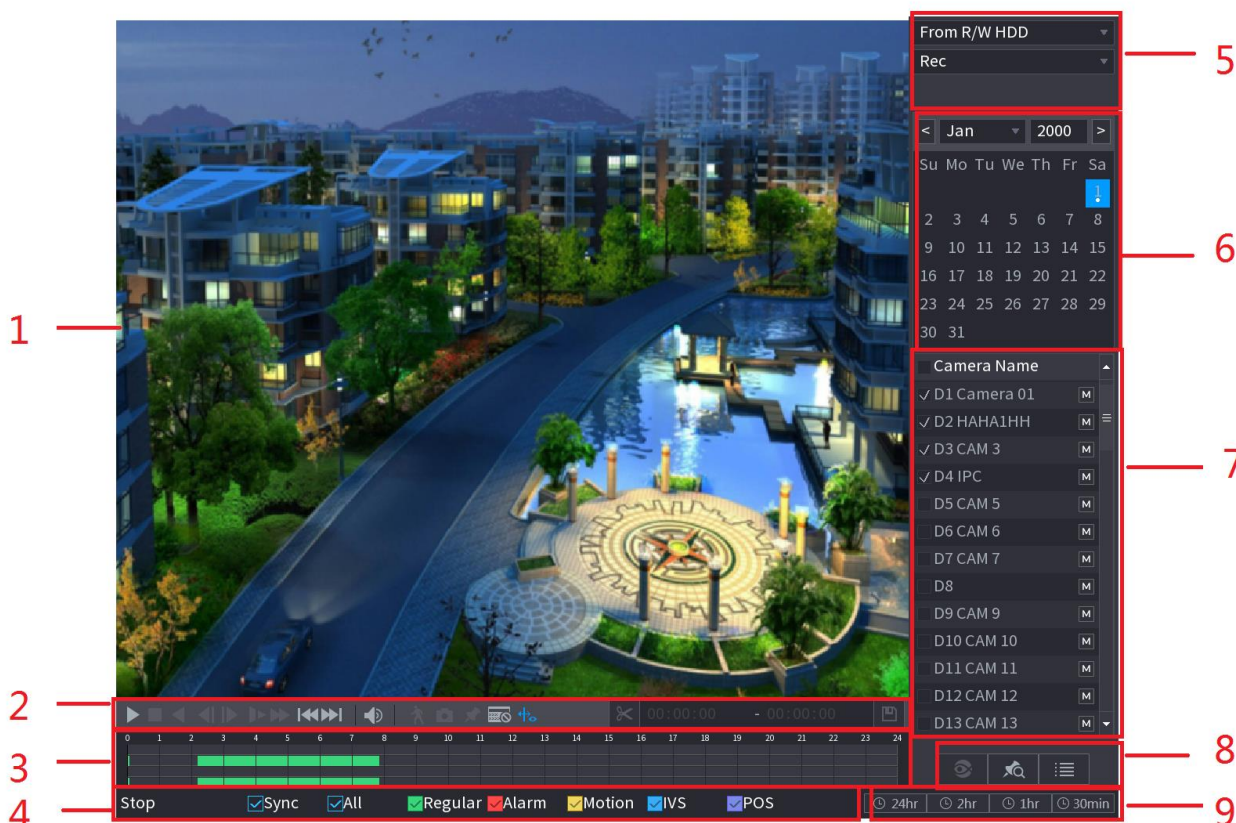 From R/W HDD
5
Rec
< Jan 2000 >
Su Mo Tu We Th Fr Sa
1
2 3 4 5 6 7 8
9 10 11 12 13 14 15
6
16 17 18 19 20 21 22
23 24 25 26 27 28 29
30 31
1
Camera Name
D1 Camera 01 M
D2 HAHA1HH M
D3 CAM 3 M
7
D4 IPC M
D5 CAM 5 M
D6 CAM 6 M
D7 CAM 7 M
D8 M
D9 CAM 9 M
D10 CAM 10 M
D11 CAM 11 M
D12 CAM 12 M
D13 CAM 13 M
2
00:00:00 - 00:00:00
0 1 2 3 4 5 6 7 8 9 10 11 12 13 14 15 16 17 18 19 20 21 22 23 24
3
8
4
Stop Sync All Regular Alarm Motion IVS POS
24hr 2hr 1hr 30min
9